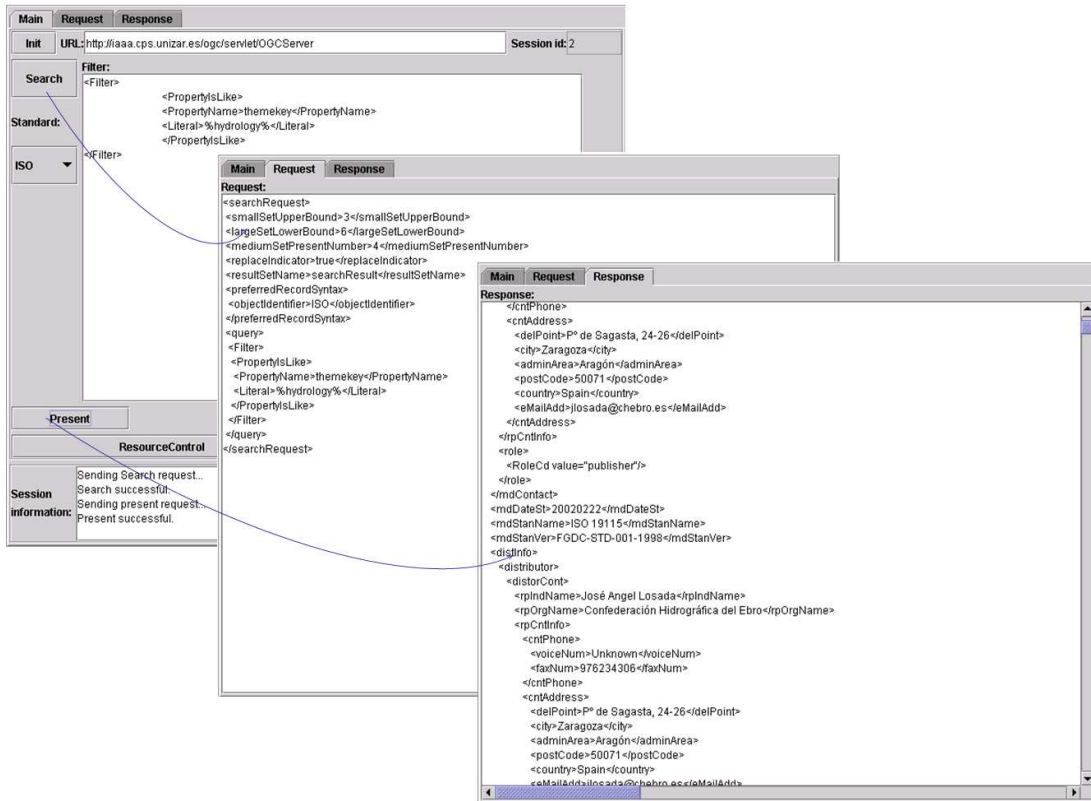 Main Request Response
Init URL: http://iaaa.cps.unizar.es/ogc/servlet/OGCServer Session id: 2
Search
Filter:
<Filter>
<PropertyIsLike>
<PropertyName>themekey</PropertyName>
<Literal>%hydrology%</Literal>
</PropertyIsLike>
</Filter>
Standard:
ISO
Present
ResourceControl
Session information:
Sending Search request...
Search successful.
Sending present request...
Present successful.
Main Request Response
Request:
<searchRequest>
<smallSetUpperBound>3</smallSetUpperBound>
<largeSetLowerBound>6</largeSetLowerBound>
<mediumSetPresentNumber>4</mediumSetPresentNumber>
<replaceIndicator>true</replaceIndicator>
<resultSetName>searchResult</resultSetName>
<preferredRecordSyntax>
<objectIdentifier>ISO</objectIdentifier>
</preferredRecordSyntax>
<query>
<Filter>
<PropertyIsLike>
<PropertyName>themekey</PropertyName>
<Literal>%hydrology%</Literal>
</PropertyIsLike>
</Filter>
</query>
</searchRequest>
Main Request Response
Response:
</cntPhone>
<cntAddress>
<delPoint>Pº de Sagasta, 24-26</delPoint>
<city>Zaragoza</city>
<adminArea>Aragón</adminArea>
<postCode>50071</postCode>
<country>Spain</country>
<eMailAdd>jlosada@chebro.es</eMailAdd>
</cntAddress>
</rpCntInfo>
<role>
<RoleCd value="publisher"/>
</role>
</mdContact>
<mdDateSt>20020222</mdDateSt>
<mdStanName>ISO 19115</mdStanName>
<mdStanVer>FGDC-STD-001-1998</mdStanVer>
<distInfo>
<distributor>
<distorCont>
<rpIndName>José Angel Losada</rpIndName>
<rpOrgName>Confederación Hidrográfica del Ebro</rpOrgName>
<rpCntInfo>
<cntPhone>
<voiceNum>Unknown</voiceNum>
<faxNum>976234306</faxNum>
</cntPhone>
<cntAddress>
<delPoint>Pº de Sagasta, 24-26</delPoint>
<city>Zaragoza</city>
<adminArea>Aragón</adminArea>
<postCode>50071</postCode>
<country>Spain</country>
<eMailAdd>jlosada@chebro.es</eMailAdd>